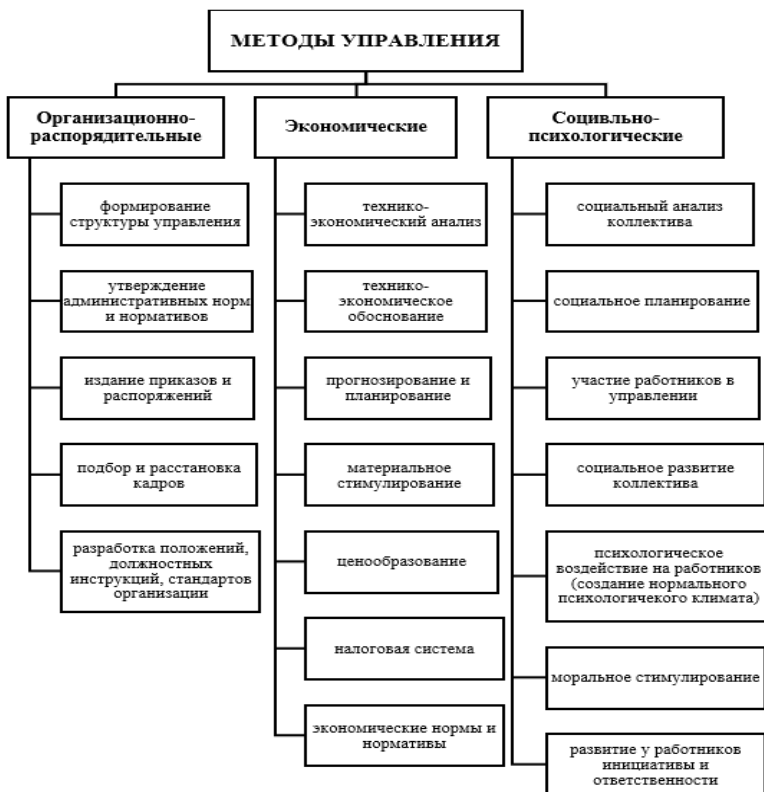 МЕТОДЫ УПРАВЛЕНИЯ
Организационно-
распорядительные
формирование
структуры управления
утверждение
административных норм
и нормативов
издание приказов и
распоряжений
подбор и расстановка
кадров
разработка положений,
должностных
инструкций, стандартов
организации
Экономические
технико-
экономический анализ
технико-
экономическое
обоснование
прогнозирование и
планирование
материальное
стимулирование
ценообразование
налоговая система
экономические нормы и
нормативы
Социвльно-
психологические
социальный анализ
коллектива
социальное планирование
участие работников в
управлении
социальное развитие
коллектива
психологическое
воздействие на работников
(создание нормального
психологичекого климата)
моральное стимулирование
развитие у работников
инициативы и
ответственности